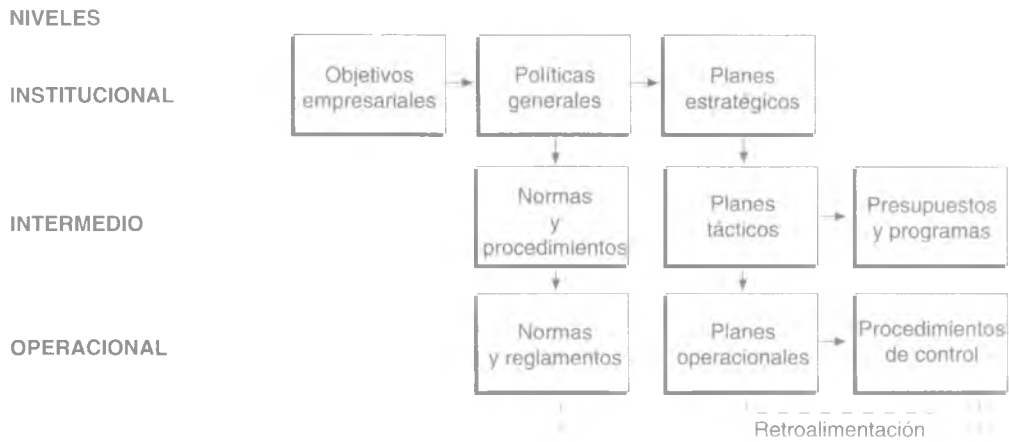 NIVELES
INSTITUCIONAL
Objetivos
empresariales
Políticas
generales
Planes
estratégicos
INTERMEDIO
Normas
y
procedimientos
Planes
tácticos
Presupuestos
y programas
OPERACIONAL
Normas
y reglamentos
Planes
operacionales
Procedimientos
de control
Retroalimentación